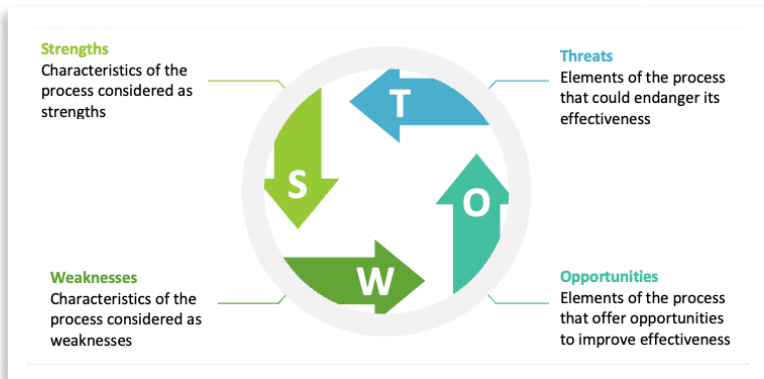 Strengths
Characteristics of the
process considered as
strengths
Threats
Elements of the process
that could endanger its
effectiveness
T
S
O
W
Weaknesses
Characteristics of the
process considered as
weaknesses
Opportunities
Elements of the process
that offer opportunities
to improve effectiveness